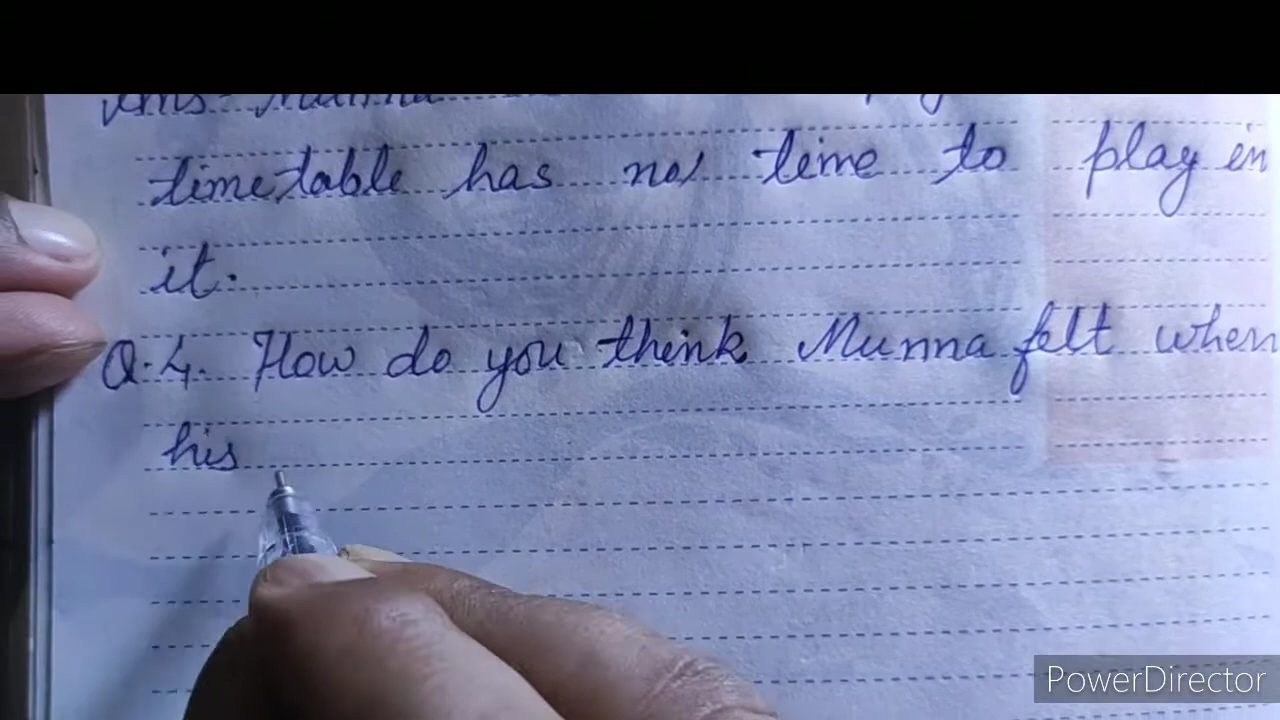 timetable has no time to play in
it.
Q.4. How do you think Munna felt when
his
PowerDirector